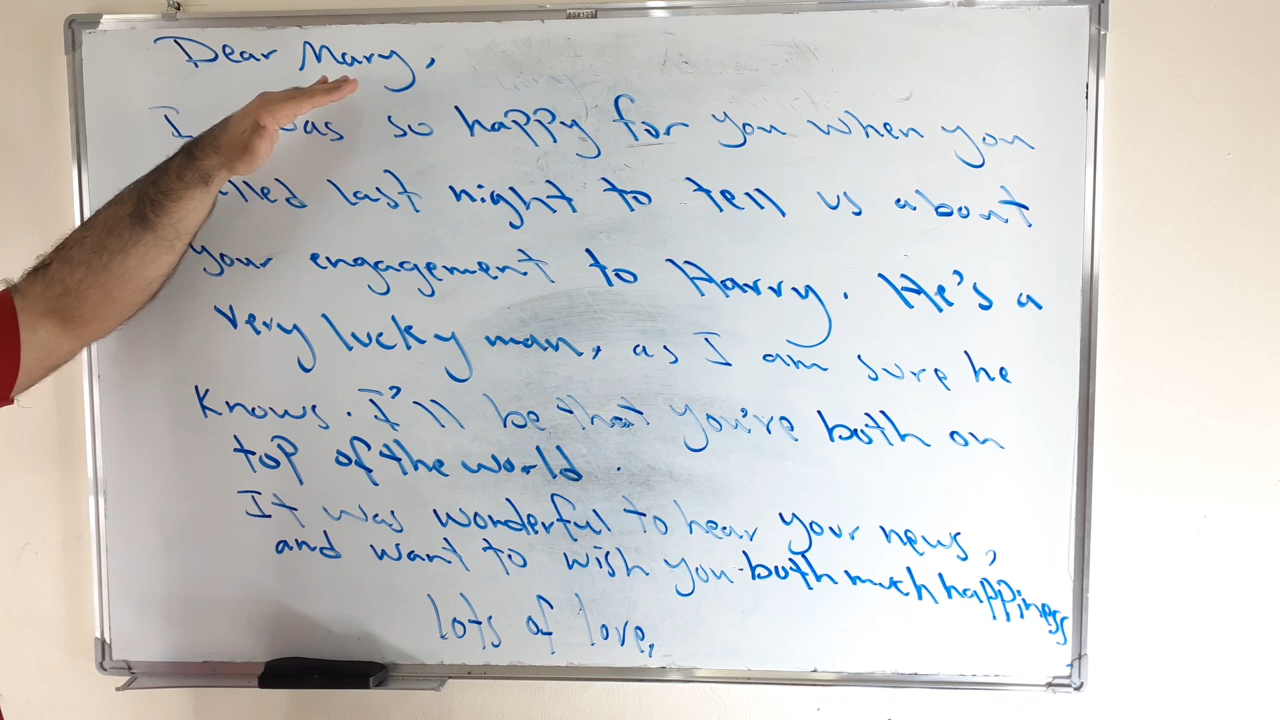 Dear Mary,
I was so happy for you when you
called last night to tell us about
your engagement to Harry. He's a
very lucky man, as I am sure he
knows. I'll be that you're both on
top of the world.
It was wonderful to hear your news,
and want to wish you both much happiness
lots of love,